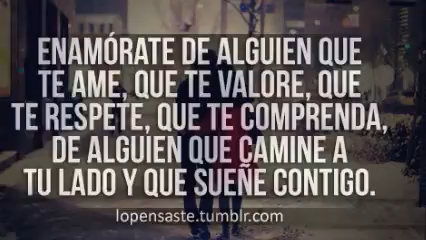 ENAMÓRATE DE ALGUIEN QUE
TE AME, QUE TE VALORE, QUE
TE RESPETE, QUE TE COMPRENDA,
DE ALGUIEN QUE CAMINE A
TU LADO Y QUE SUEÑE CONTIGO.
lopensaste.tumblr.com